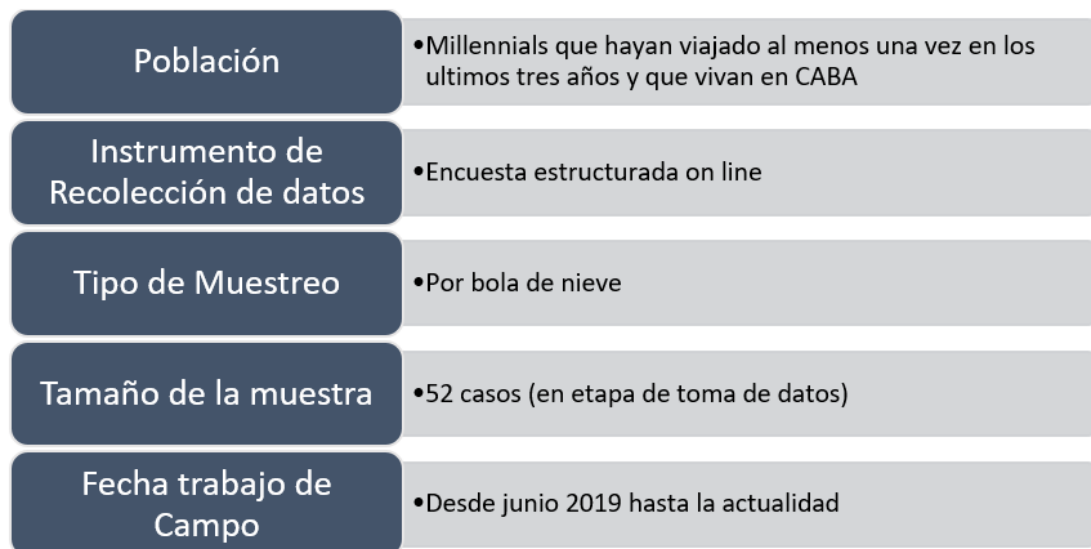 Población
•Millennials que hayan viajado al menos una vez en los
ultimos tres años y que vivan en CABA
Instrumento de
Recolección de datos
•Encuesta estructurada on line
Tipo de Muestreo
•Por bola de nieve
Tamaño de la muestra
•52 casos (en etapa de toma de datos)
Fecha trabajo de
Campo
•Desde junio 2019 hasta la actualidad